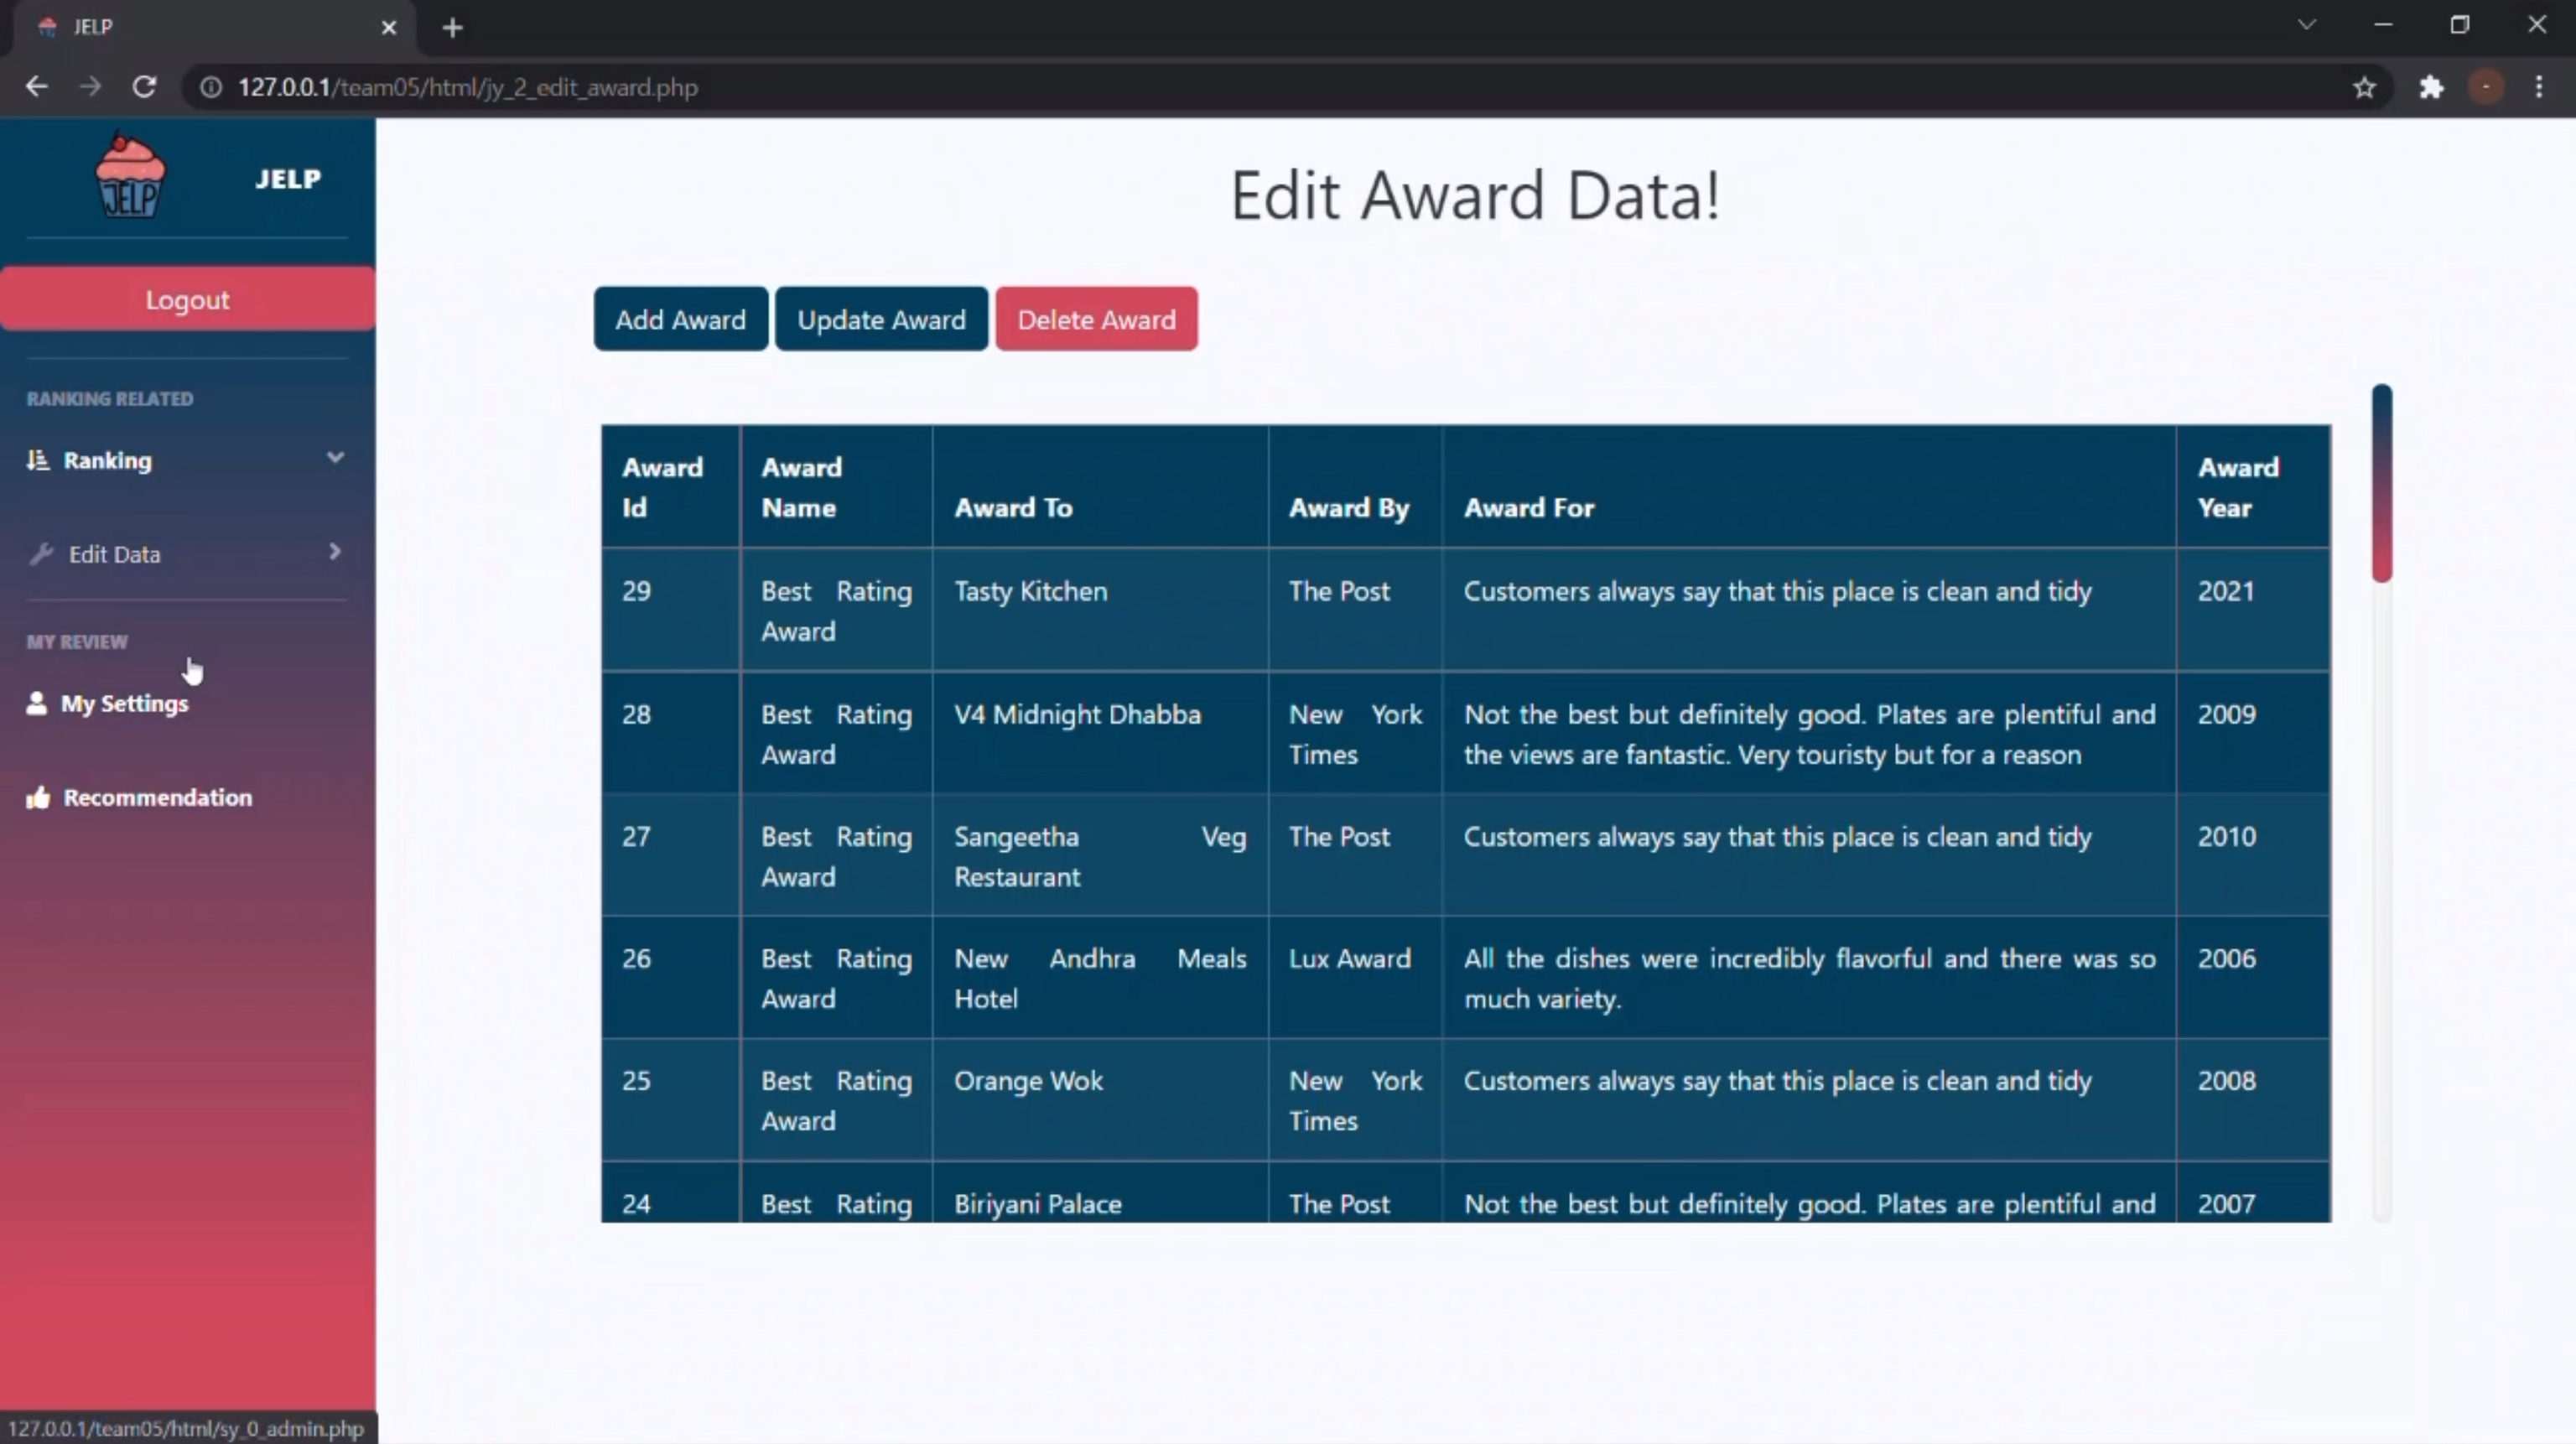 JELP
127.0.0.1/team05/html/jy_2_edit_award.php
JELP
JELP
Logout
RANKING RELATED
Ranking
Edit Data
MY REVIEW
My Settings
Recommendation
Edit Award Data!
Add Award Update Award Delete Award
Award Award Award
Id Name Award To Award By Award For Year
29 Best Rating Tasty Kitchen The Post Customers always say that this place is clean and tidy 2021
Award
28 Best Rating V4 Midnight Dhabba New York Not the best but definitely good. Plates are plentiful and 2009
Award Times the views are fantastic. Very touristy but for a reason
27 Best Rating Sangeetha Veg The Post Customers always say that this place is clean and tidy 2010
Award Restaurant
26 Best Rating New Andhra Meals Lux Award All the dishes were incredibly flavorful and there was so 2006
Award Hotel much variety.
25 Best Rating Orange Wok New York Customers always say that this place is clean and tidy 2008
Award Times
24 Best Rating Biriyani Palace The Post Not the best but definitely good. Plates are plentiful and 2007
127.0.0.1/team05/html/sy_0_admin.php